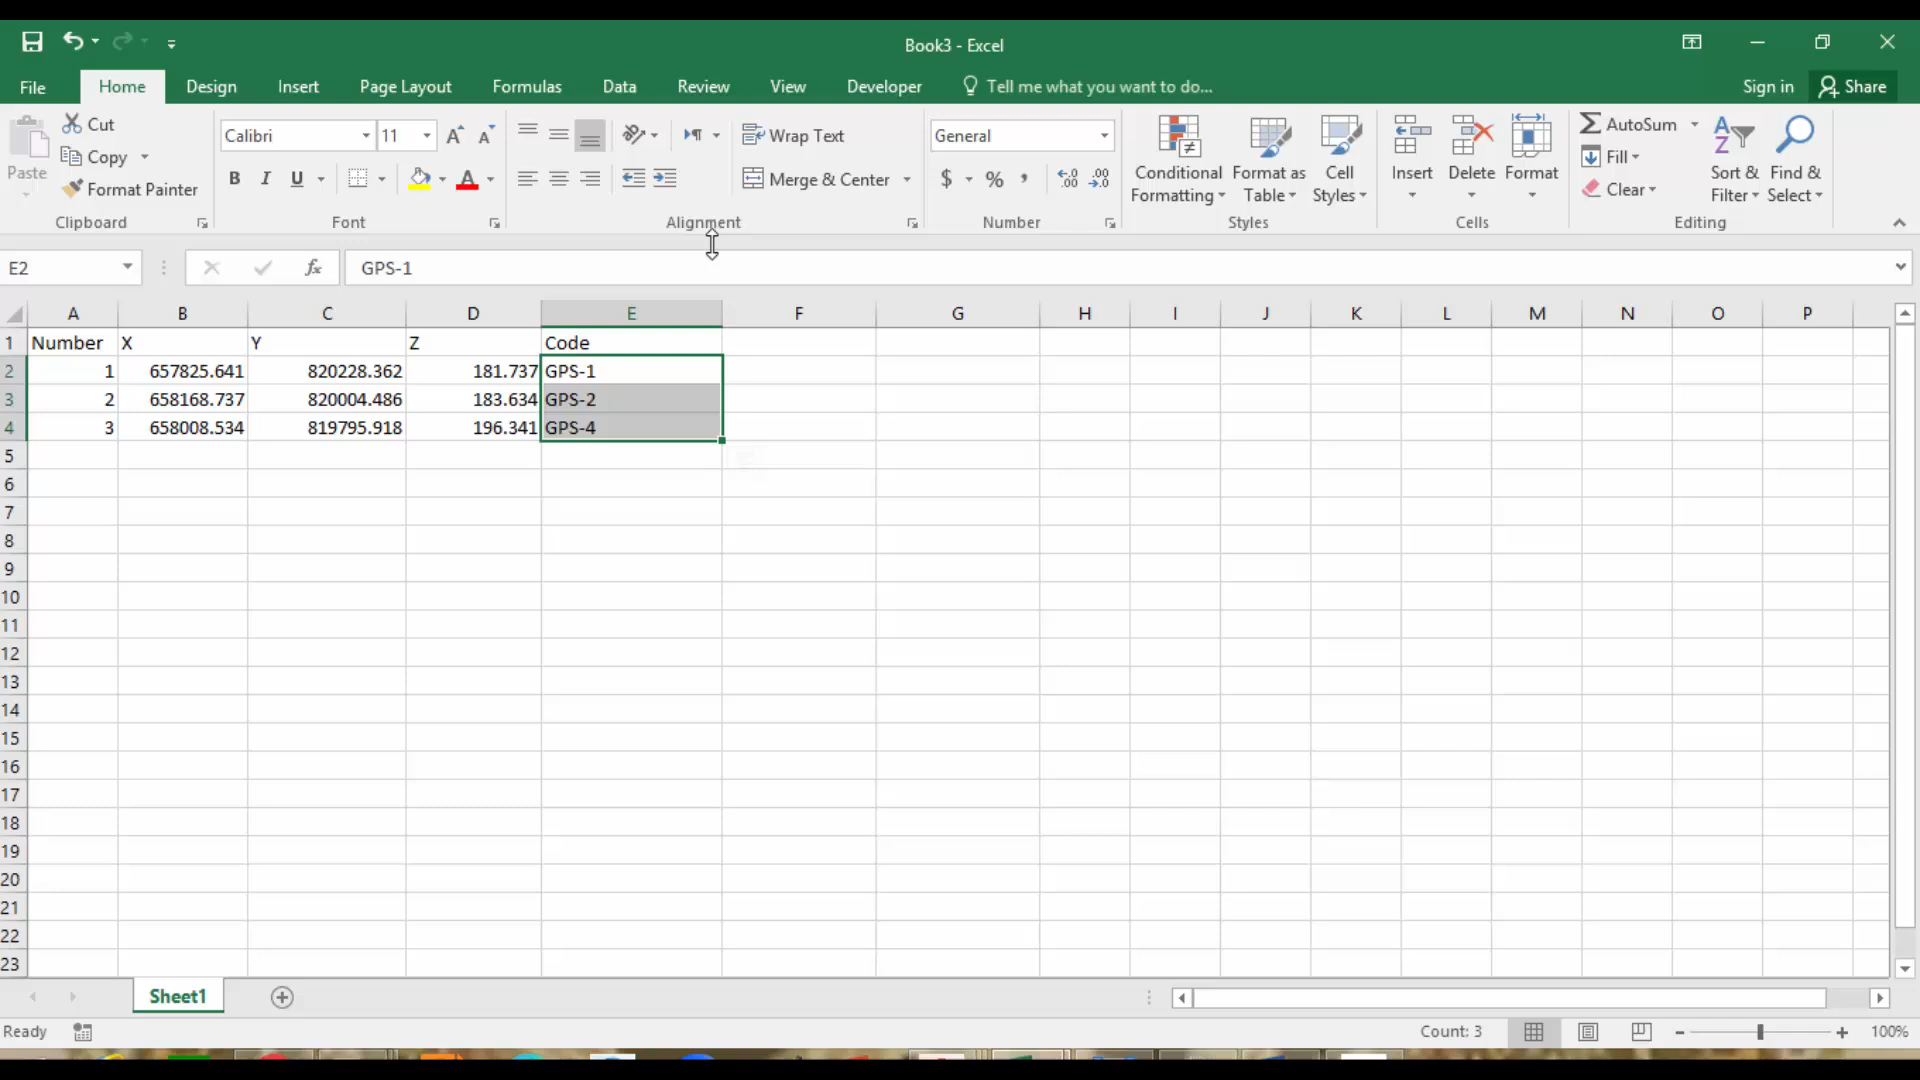 Book3 - Excel
File Home Design Insert Page Layout Formulas Data Review View Developer Tell me what you want to do... Sign in Share
Paste Cut Copy Format Painter Clipboard
Calibri 11 B I U A Font
Wrap Text Merge & Center Alignment
General $ % , .00 Number
Conditional Formatting Format as Table Cell Styles Styles
Insert Delete Format Cells
AutoSum Fill Clear Sort & Filter Find & Select Editing
E2 fx GPS-1
A B C D E F G H I J K L M N O P
1 Number X Y Z Code
2 1 657825.641 820228.362 181.737 GPS-1
3 2 658168.737 820004.486 183.634 GPS-2
4 3 658008.534 819795.918 196.341 GPS-4
5
6
7
8
9
10
11
12
13
14
15
16
17
18
19
20
21
22
23
Sheet1
Ready Count: 3 100%